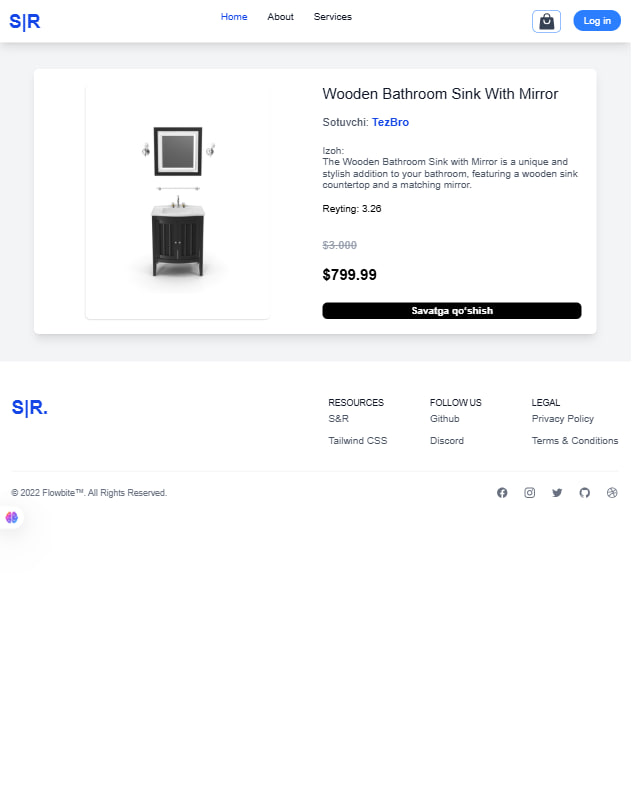 S|R
Home About Services
Log in
Wooden Bathroom Sink With Mirror
Sotuvchi: TezBro
Izoh:
The Wooden Bathroom Sink with Mirror is a unique and
stylish addition to your bathroom, featuring a wooden sink
countertop and a matching mirror.
Reyting: 3.26
$3.000
$799.99
Savatga qo'shish
S|R.
RESOURCES
S&R
Tailwind CSS
FOLLOW US
Github
Discord
LEGAL
Privacy Policy
Terms & Conditions
© 2022 Flowbite™. All Rights Reserved.